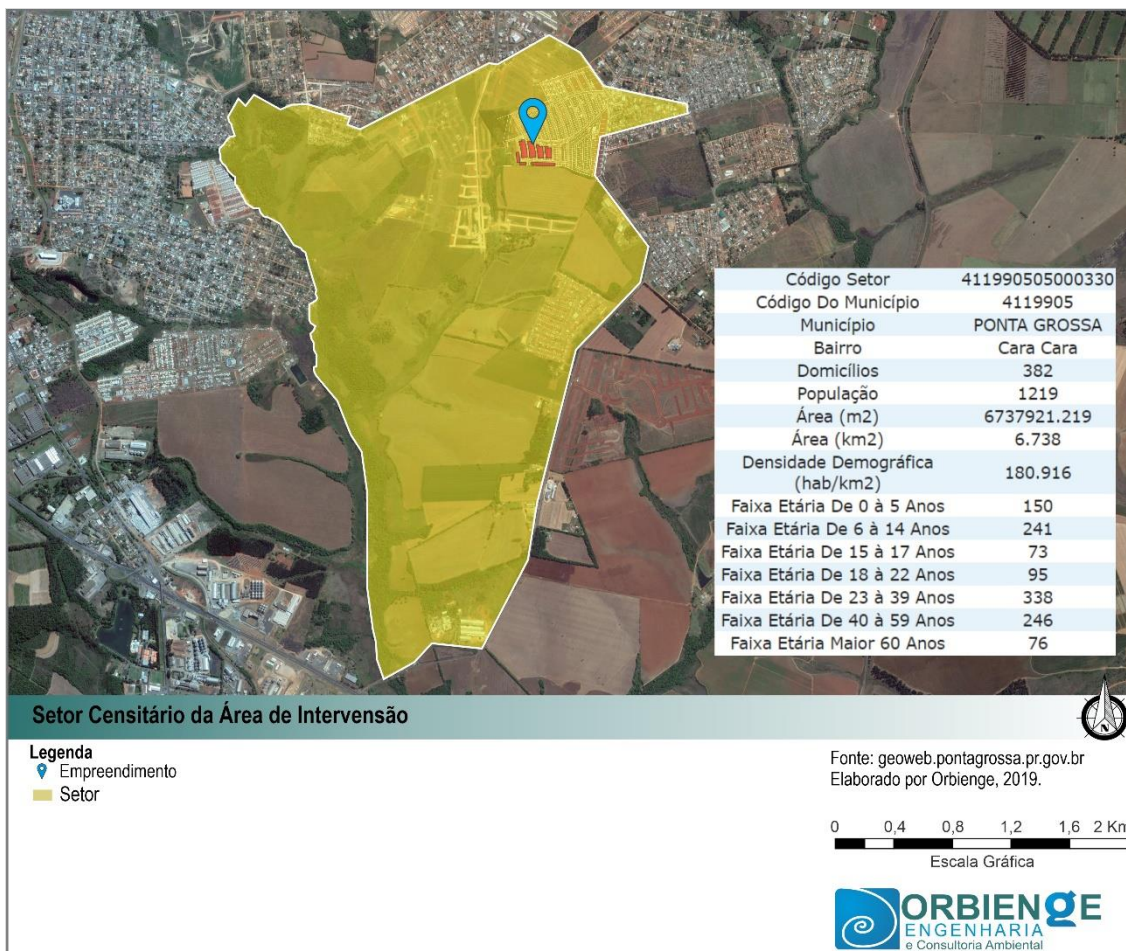 Código Setor 411990505000330
Código Do Município 4119905
Município PONTA GROSSA
Bairro Cara Cara
Domicílios 382
População 1219
Área (m2) 6737921.219
Área (km2) 6.738
Densidade Demográfica
(hab/km2) 180.916
Faixa Etária De 0 à 5 Anos 150
Faixa Etária De 6 à 14 Anos 241
Faixa Etária De 15 à 17 Anos 73
Faixa Etária De 18 à 22 Anos 95
Faixa Etária De 23 à 39 Anos 338
Faixa Etária De 40 à 59 Anos 246
Faixa Etária Maior 60 Anos 76
Setor Censitário da Área de Intervensão
N
Legenda
Empreendimento
Setor
Fonte: geoweb.pontagrossa.pr.gov.br
Elaborado por Orbienge, 2019.
0 0,4 0,8 1,2 1,6 2 Km
Escala Gráfica
ORBIENGE
ENGENHARIA
e Consultoria Ambiental